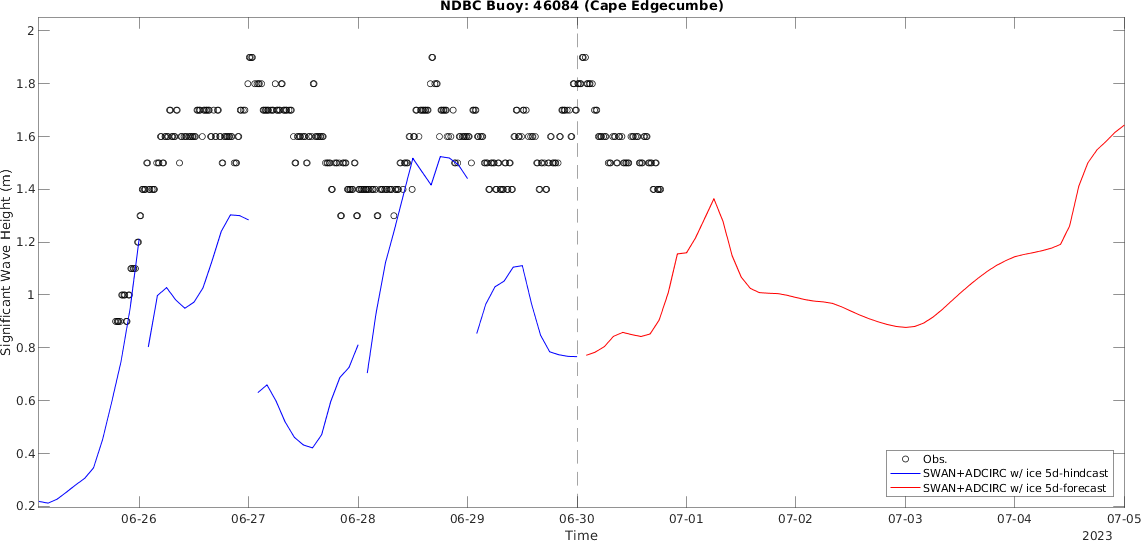 NDBC Buoy: 46084 (Cape Edgecumbe)
2
1.8
1.6
1.4
1.2
1
0.8
0.6
0.4
0.2
Significant Wave Height (m)
Obs.
SWAN+ADCIRC w/ ice 5d-hindcast
SWAN+ADCIRC w/ ice 5d-forecast
06-26 06-27 06-28 06-29 06-30 07-01 07-02 07-03 07-04 07-05
Time
2023